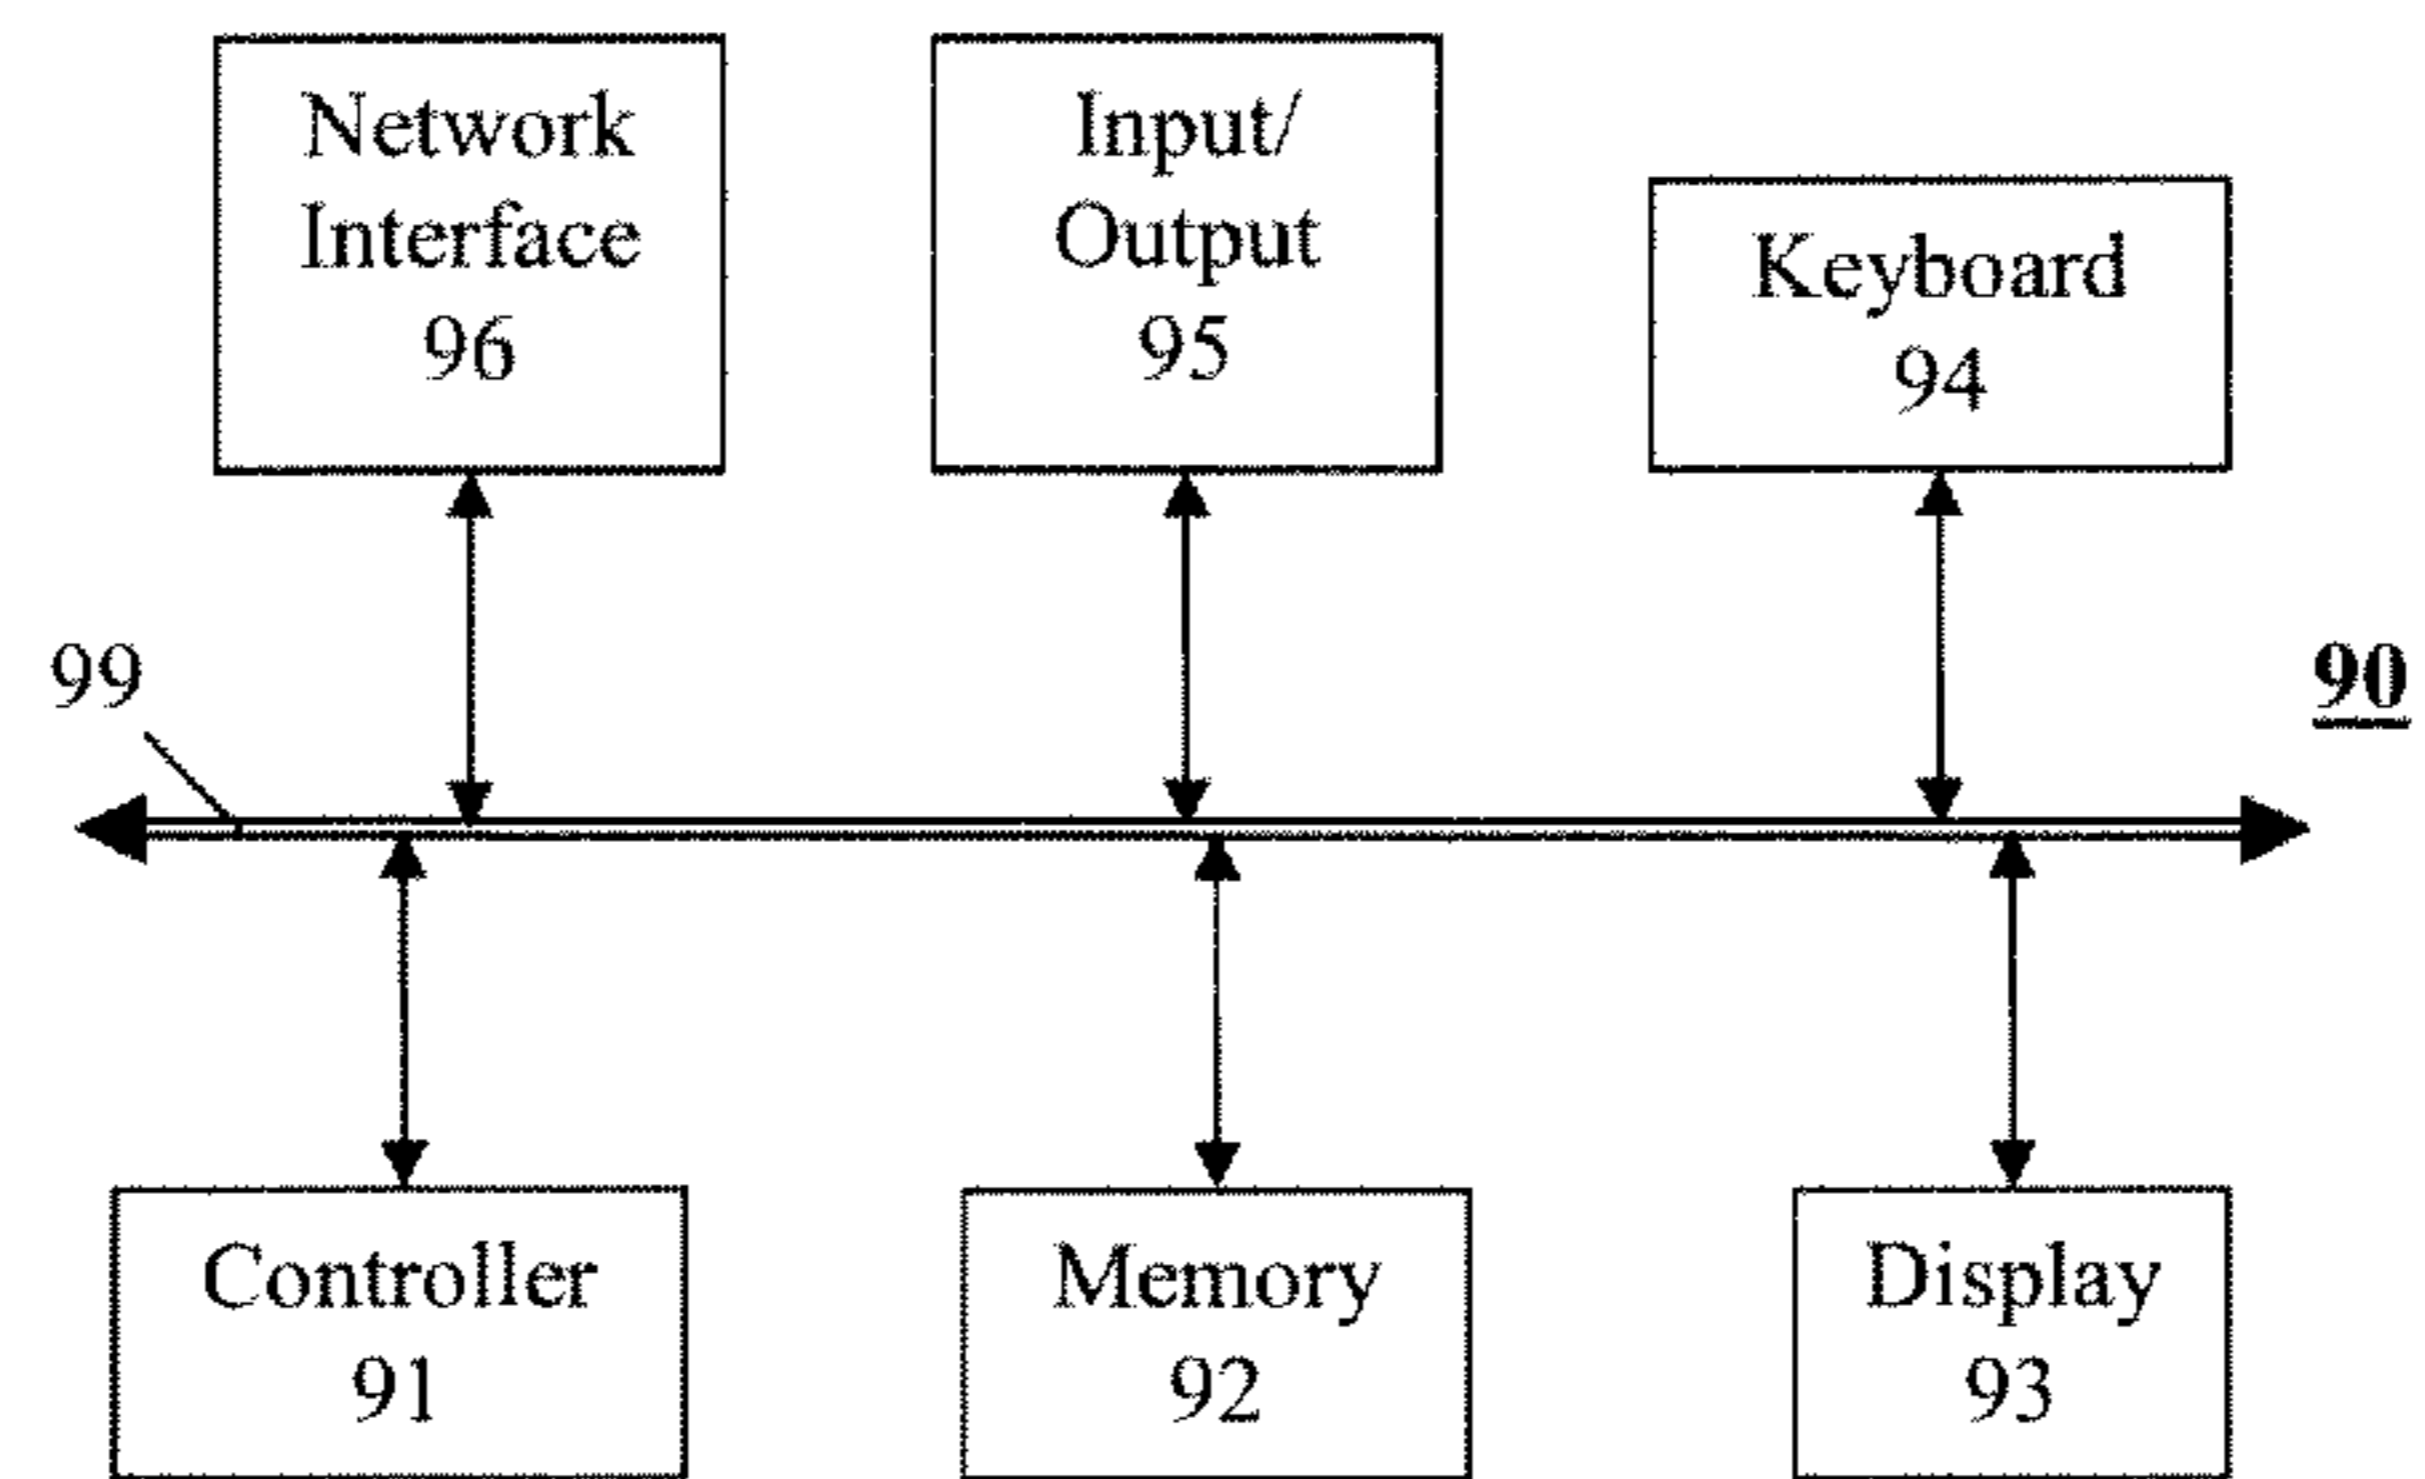 Network
Interface
96
Input/
Output
95
Keyboard
94
99
90
Controller
91
Memory
92
Display
93